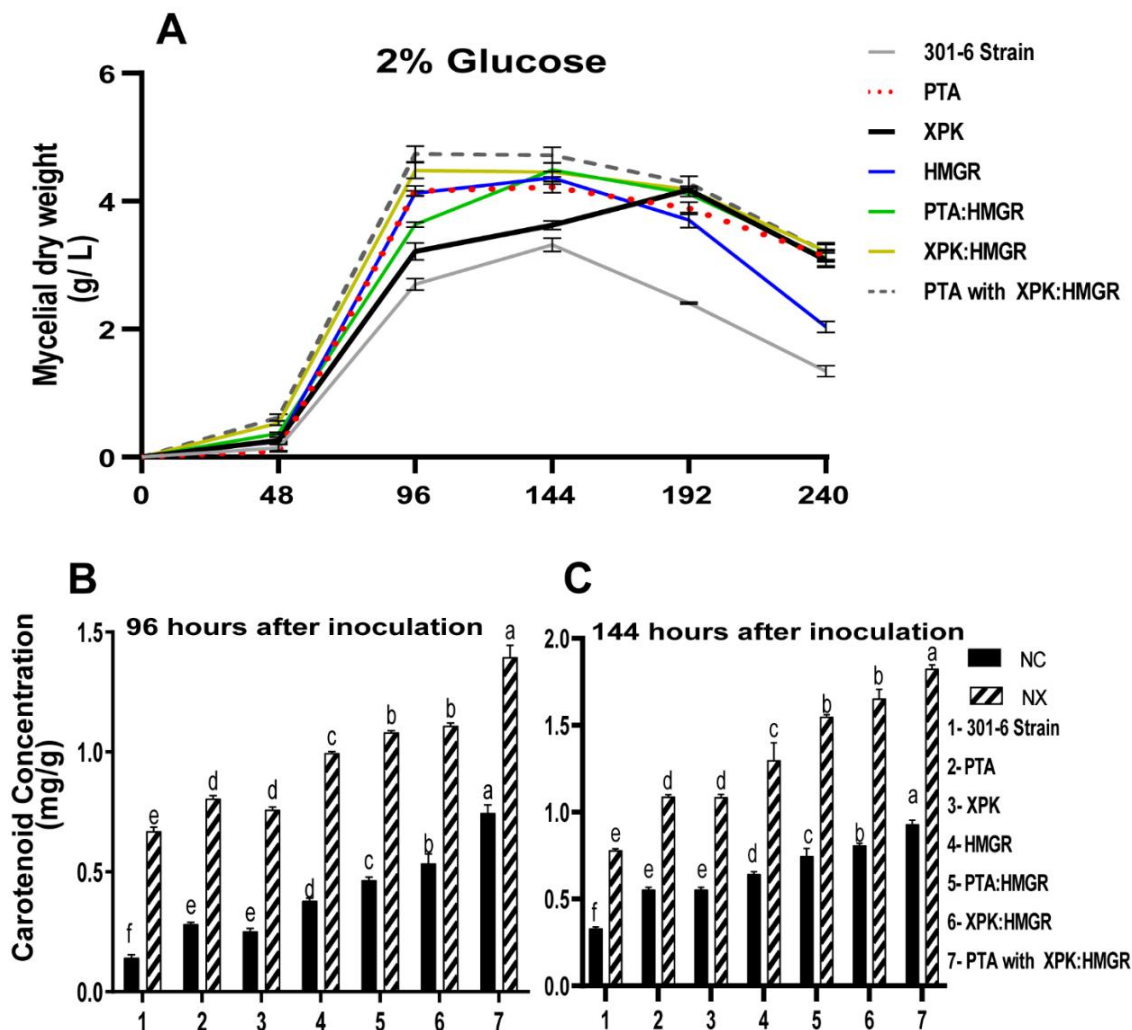 A
2% Glucose
Mycelial dry weight
(g/ L)
6
4
2
0
0 48 96 144 192 240
301-6 Strain
PTA
XPK
HMGR
PTA:HMGR
XPK:HMGR
PTA with XPK:HMGR
B
96 hours after inoculation
Carotenoid Concentration
(mg/g)
1.5
1.0
0.5
0.0
f e e d e d d c c b b b a a
1 2 3 4 5 6 7
C
144 hours after inoculation
2.0
1.5
1.0
0.5
0.0
f e e d e d d c c b b b a a
1 2 3 4 5 6 7
NC
NX
1- 301-6 Strain
2- PTA
3- XPK
4- HMGR
5- PTA:HMGR
6- XPK:HMGR
7- PTA with XPK:HMGR